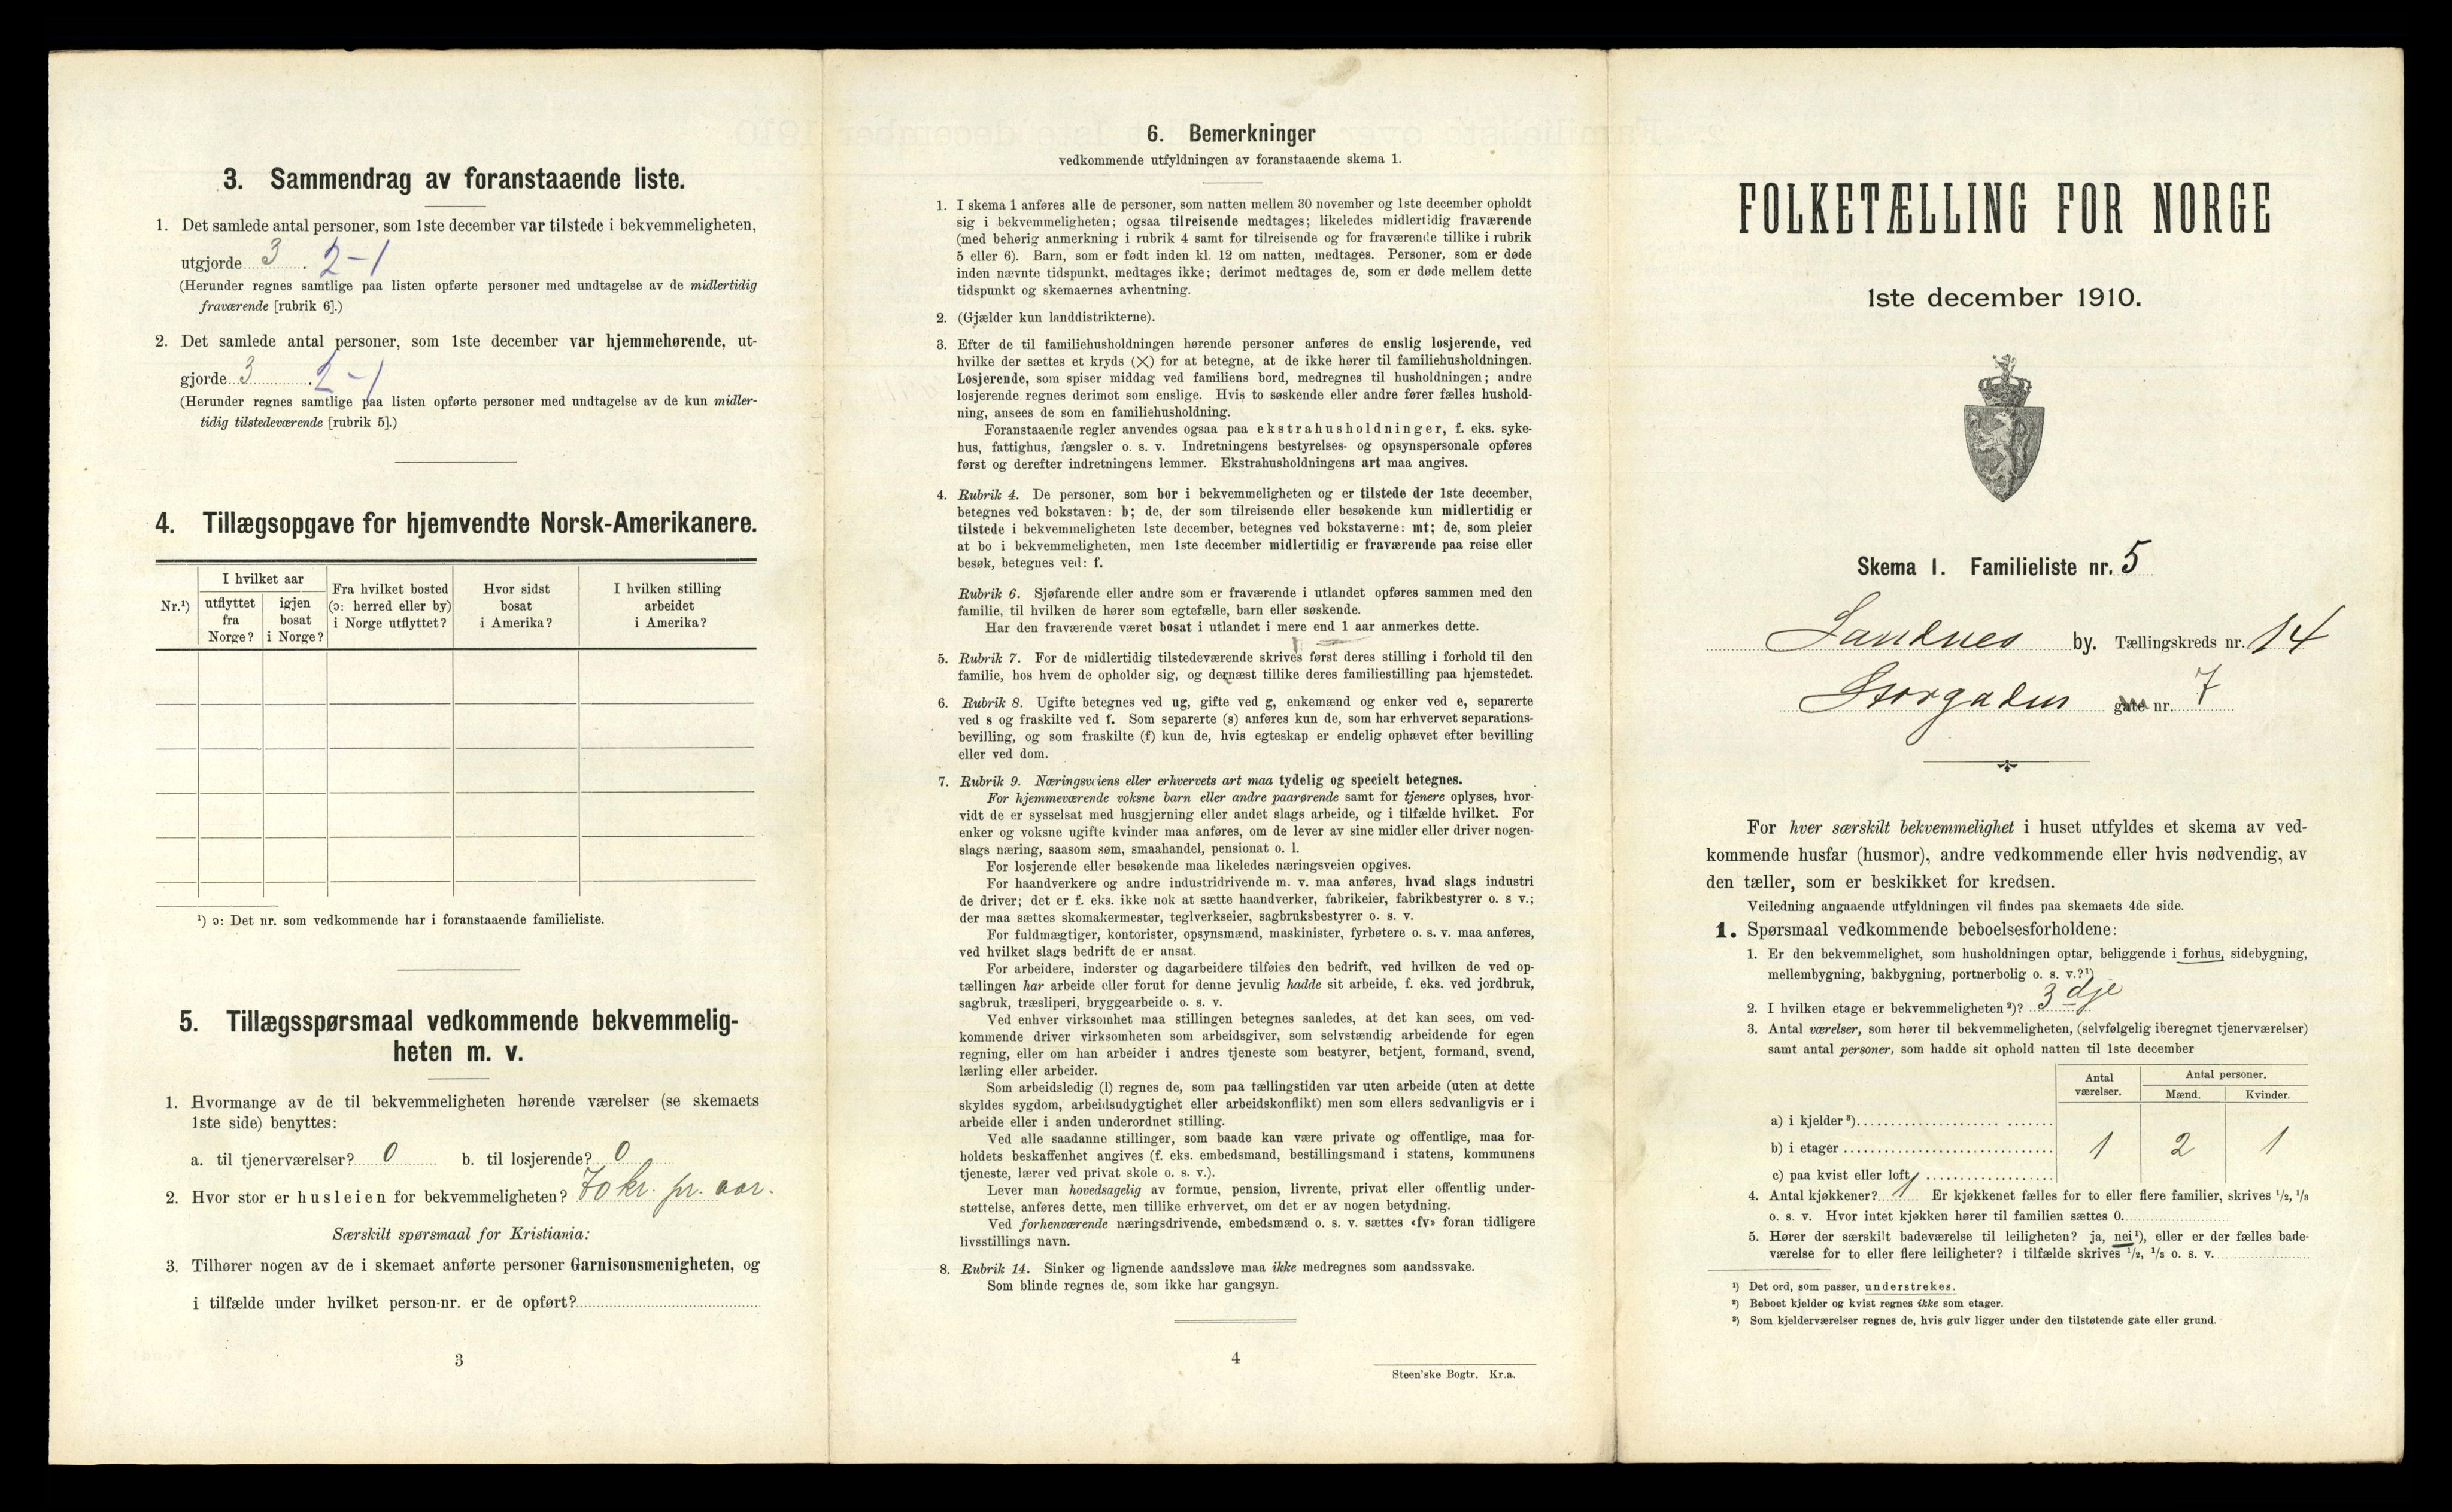 3. Sammendrag av foranstaaende liste.
1. Det samlede antal personer, som 1ste december var tilstede i bekvemmeligheten,
utgjorde 3. 2-1
(Herunder regnes samtlige paa listen opførte personer med undtagelse av de midlertidig
fraværende [rubrik 6].)
2. Det samlede antal personer, som 1ste december var hjemmehørende, ut-
gjorde 3. 2-1
(Herunder regnes samtlige paa listen opførte personer med undtagelse av de kun midler-
tidig tilstedeværende [rubrik 5].)
4. Tillægsopgave for hjemvendte Norsk-Amerikanere.
Nr.¹)
I hvilket aar
utflyttet
fra
Norge?
igjen
bosat
i Norge?
Fra hvilket bosted
(ɔ: herred eller by)
i Norge utflyttet?
Hvor sidst
bosat
i Amerika?
I hvilken stilling
arbeidet
i Amerika?
¹) ɔ: Det nr. som vedkommende har i foranstaaende familieliste.
5. Tillægsspørsmaal vedkommende bekvemmelig-
heten m. v.
1. Hvormange av de til bekvemmeligheten hørende værelser (se skemaets
1ste side) benyttes:
a. til tjenerværelser? 0 b. til losjerende? 0
2. Hvor stor er husleien for bekvemmeligheten? 70 kr. pr. aar.
Særskilt spørsmaal for Kristiania:
3. Tilhører nogen av de i skemaet anførte personer Garnisonsmenigheten, og
i tilfælde under hvilket person-nr. er de opført?
3
6. Bemerkninger
vedkommende utfyldningen av foranstaaende skema 1.
1. I skema 1 anføres alle de personer, som natten mellem 30 november og 1ste december opholdt
sig i bekvemmeligheten; ogsaa tilreisende medtages; likeledes midlertidig fraværende
(med behørig anmerkning i rubrik 4 samt for tilreisende og for fraværende tillike i rubrik
5 eller 6). Barn, som er født inden kl. 12 om natten, medtages. Personer, som er døde
inden nævnte tidspunkt, medtages ikke; derimot medtages de, som er døde mellem dette
tidspunkt og skemaernes avhentning.
2. (Gjælder kun landdistrikterne).
3. Efter de til familiehusholdningen hørende personer anføres de enslig losjerende, ved
hvilke der sættes et kryds (X) for at betegne, at de ikke hører til familiehusholdningen.
Losjerende, som spiser middag ved familiens bord, medregnes til husholdningen; andre
losjerende regnes derimot som enslige. Hvis to søskende eller andre fører fælles hushold-
ning, ansees de som en familiehusholdning.
Foranstaaende regler anvendes ogsaa paa ekstrahusholdninger, f. eks. syke-
hus, fattighus, fængsler o. s. v. Indretningens bestyrelses- og opsynspersonale opføres
først og derefter indretningens lemmer. Ekstrahusholdningens art maa angives.
4. Rubrik 4. De personer, som bor i bekvemmeligheten og er tilstede der 1ste december,
betegnes ved bokstaven: b; de, der som tilreisende eller besøkende kun midlertidig er
tilstede i bekvemmeligheten 1ste december, betegnes ved bokstaverne: mt; de, som pleier
at bo i bekvemmeligheten, men 1ste december midlertidig er fraværende paa reise eller
besøk, betegnes ved: f.
Rubrik 6. Sjøfarende eller andre som er fraværende i utlandet opføres sammen med den
familie, til hvilken de hører som egtefælle, barn eller søskende.
Har den fraværende været bosat i utlandet i mere end 1 aar anmerkes dette.
5. Rubrik 7. For de midlertidig tilstedeværende skrives først deres stilling i forhold til den
familie, hos hvem de opholder sig, og dernæst tillike deres familiestilling paa hjemstedet.
6. Rubrik 8. Ugifte betegnes ved ug, gifte ved g, enkemænd og enker ved e, separerte
ved s og fraskilte ved f. Som separerte (s) anføres kun de, som har erhvervet separations-
bevilling, og som fraskilte (f) kun de, hvis egteskap er endelig ophævet efter bevilling
eller ved dom.
7. Rubrik 9. Næringsveiens eller erhvervets art maa tydelig og specielt betegnes.
For hjemmeværende voksne barn eller andre paarørende samt for tjenere oplyses, hvor-
vidt de er sysselsat med husgjerning eller andet slags arbeide, og i tilfælde hvilket. For
enker og voksne ugifte kvinder maa anføres, om de lever av sine midler eller driver nogen-
slags næring, saasom søm, smaahandel, pensionat o. l.
For losjerende eller besøkende maa likeledes næringsveien opgives.
For haandverkere og andre industridrivende m. v. maa anføres, hvad slags industri
de driver; det er f. eks. ikke nok at sætte haandverker, fabrikeier, fabrikbestyrer o. s v.;
der maa sættes skomakermester, teglverkseier, sagbruksbestyrer o. s. v.
For fuldmægtiger, kontorister, opsynsmænd, maskinister, fyrbøtere o. s. v. maa anføres,
ved hvilket slags bedrift de er ansat.
For arbeidere, inderster og dagarbeidere tilføies den bedrift, ved hvilken de ved op-
tællingen har arbeide eller forut for denne jevnlig hadde sit arbeide, f. eks. ved jordbruk,
sagbruk, træsliperi, bryggearbeide o. s. v.
Ved enhver virksomhet maa stillingen betegnes saaledes, at det kan sees, om ved-
kommende driver virksomheten som arbeidsgiver, som selvstændig arbeidende for egen
regning, eller om han arbeider i andres tjeneste som bestyrer, betjent, formand, svend,
lærling eller arbeider.
Som arbeidsledig (l) regnes de, som paa tællingstiden var uten arbeide (uten at dette
skyldes sygdom, arbeidsudygtighet eller arbeidskonflikt) men som ellers sedvanligvis er i
arbeide eller i anden underordnet stilling.
Ved alle saadanne stillinger, som baade kan være private og offentlige, maa for-
holdets beskaffenhet angives (f. eks. embedsmand, bestillingsmand i statens, kommunens
tjeneste, lærer ved privat skole o. s. v.).
Lever man hovedsagelig av formue, pension, livrente, privat eller offentlig under-
støttelse, anføres dette, men tillike erhvervet, om det er av nogen betydning.
Ved forhenværende næringsdrivende, embedsmænd o. s. v. sættes «fv» foran tidligere
livsstillings navn.
8. Rubrik 14. Sinker og lignende aandssløve maa ikke medregnes som aandssvake.
Som blinde regnes de, som ikke har gangsyn.
4
Steen'ske Bogtr. Kr.a.
FOLKETÆLLING FOR NORGE
1ste december 1910.
Skema 1. Familieliste nr. 5
Sandnes by. Tællingskreds nr. 14
Storgaden gate nr. 7
For hver særskilt bekvemmelighet i huset utfyldes et skema av ved-
kommende husfar (husmor), andre vedkommende eller hvis nødvendig, av
den tæller, som er beskikket for kredsen.
Veiledning angaaende utfyldningen vil findes paa skemaets 4de side.
1. Spørsmaal vedkommende beboelsesforholdene:
1. Er den bekvemmelighet, som husholdningen optar, beliggende i forhus, sidebygning,
mellembygning, bakbygning, portnerbolig o. s. v.?¹)
2. I hvilken etage er bekvemmeligheten²)? 3dje
3. Antal værelser, som hører til bekvemmeligheten, (selvfølgelig iberegnet tjenerværelser)
samt antal personer, som hadde sit ophold natten til 1ste december
Antal
værelser.
Antal personer.
Mænd. Kvinder.
a) i kjelder³)
b) i etager 1 2 1
c) paa kvist eller loft
4. Antal kjøkkener? 1 Er kjøkkenet fælles for to eller flere familier, skrives 1/2, 1/3
o. s. v. Hvor intet kjøkken hører til familien sættes 0.
5. Hører der særskilt badeværelse til leiligheten? ja, nei¹), eller er der fælles bade-
værelse for to eller flere leiligheter? i tilfælde skrives 1/2, 1/3 o. s. v.
¹) Det ord, som passer, understrekes.
²) Beboet kjelder og kvist regnes ikke som etager.
³) Som kjelderværelser regnes de, hvis gulv ligger under den tilstøtende gate eller grund.